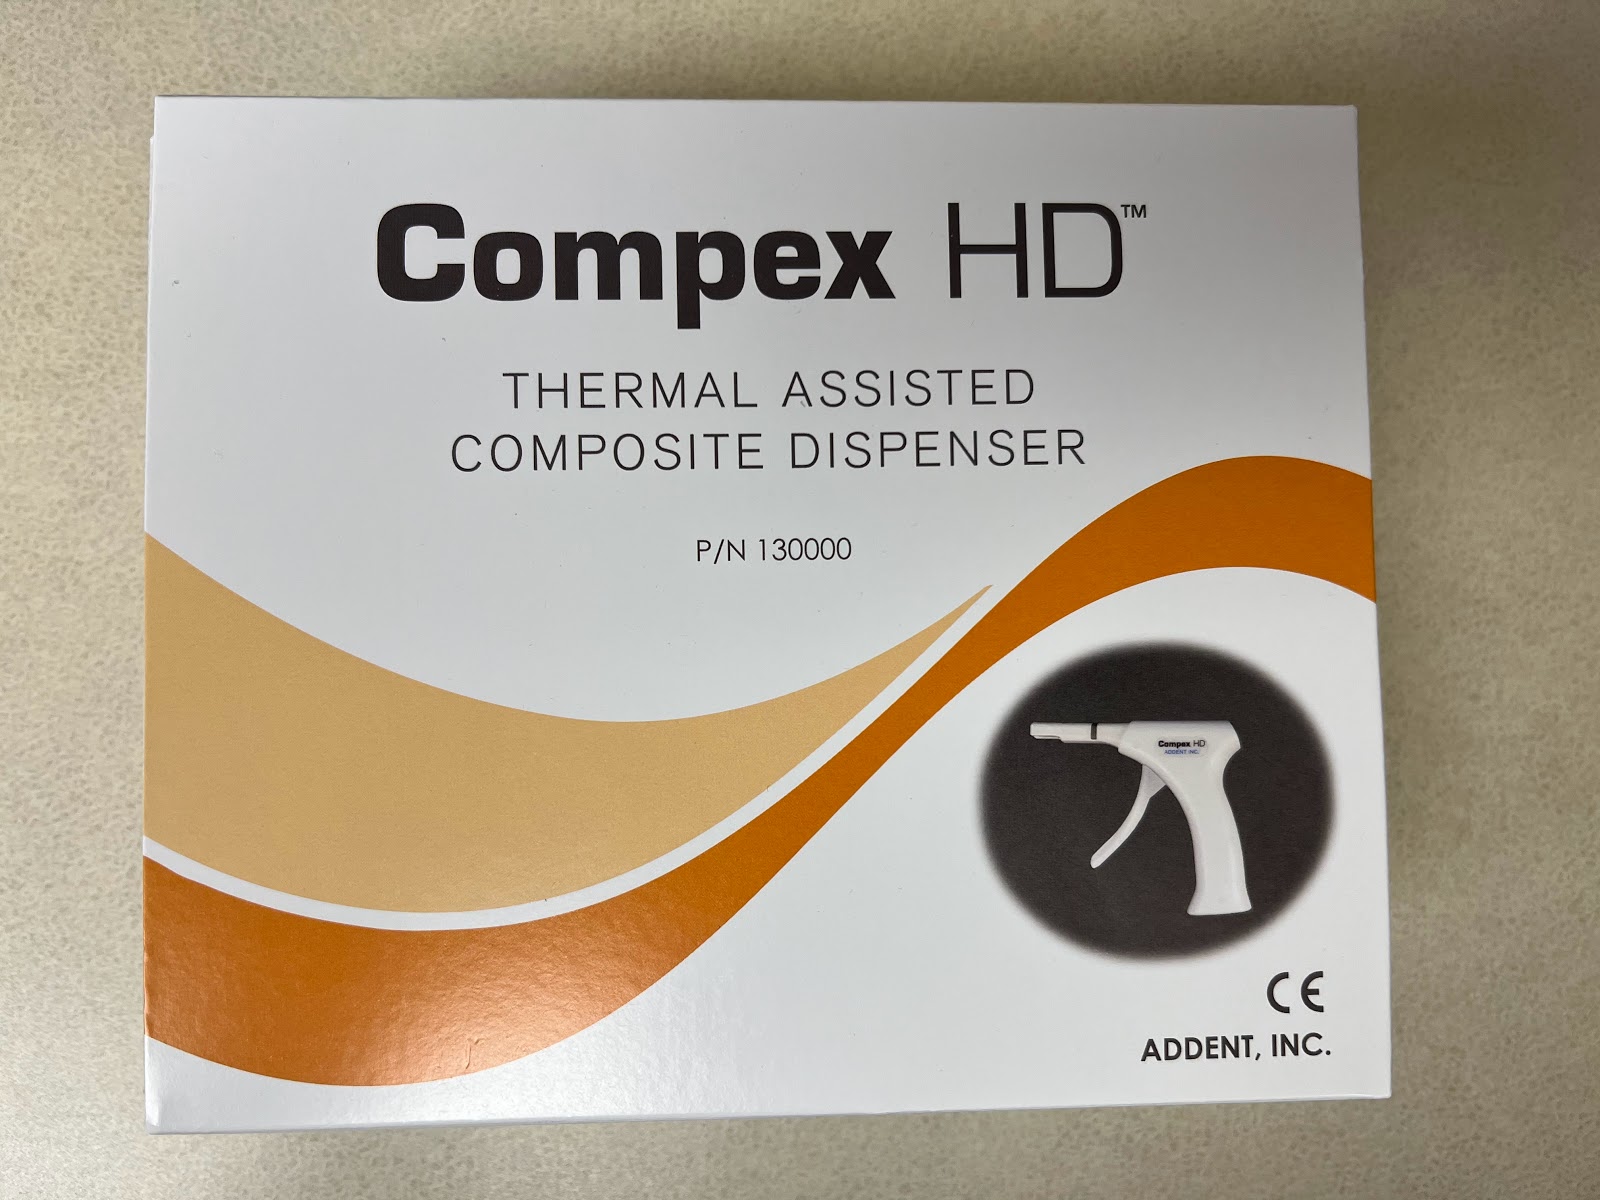 Compex HD™
THERMAL ASSISTED
COMPOSITE DISPENSER
P/N 130000
Compex HD
ADDENT, INC.
CE
ADDENT, INC.